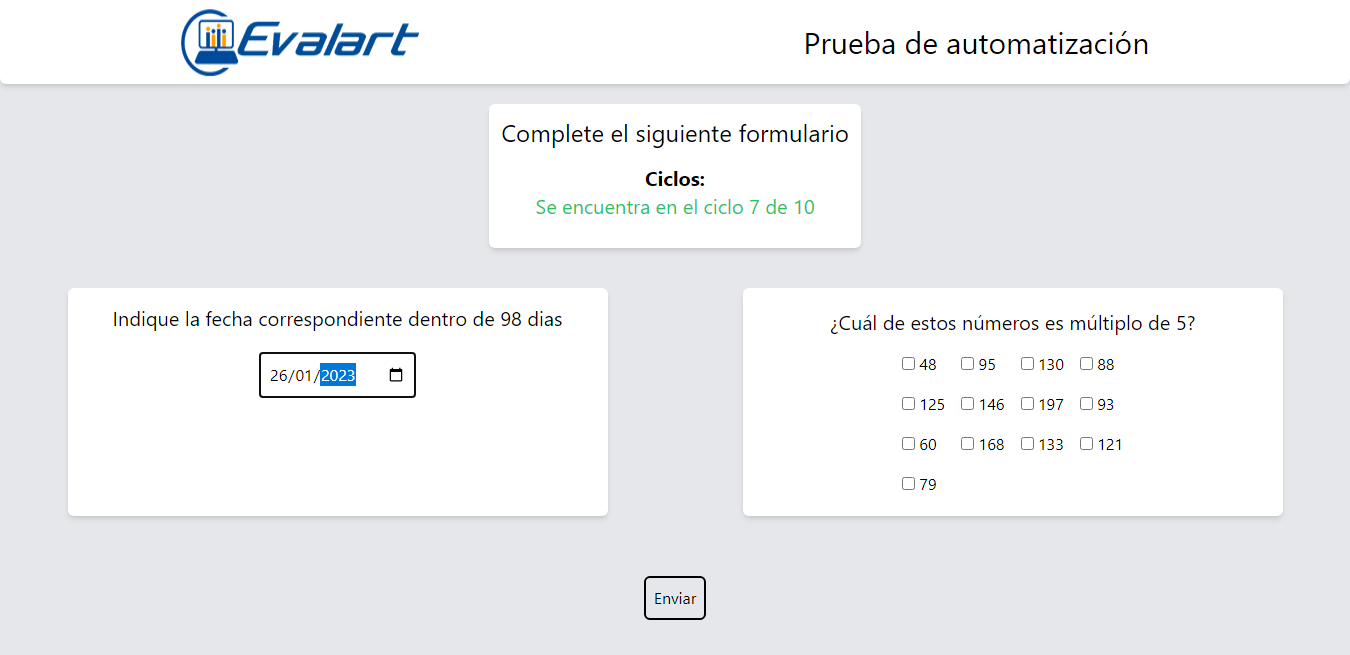 Evalart
Prueba de automatización
Complete el siguiente formulario
Ciclos:
Se encuentra en el ciclo 7 de 10
Indique la fecha correspondiente dentro de 98 dias
26/01/2023
¿Cuál de estos números es múltiplo de 5?
48 95 130 88
125 146 197 93
60 168 133 121
79
Enviar